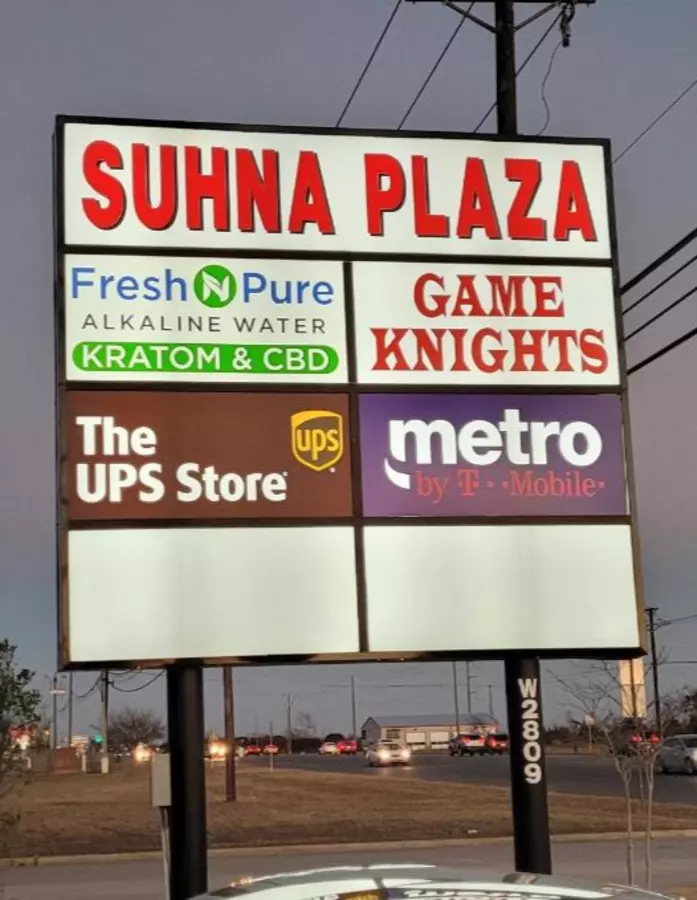 SUHNA PLAZA
Fresh N Pure
ALKALINE WATER
KRATOM & CBD
GAME
KNIGHTS
The
UPS Store
ups
metro
by T-Mobile
W2809